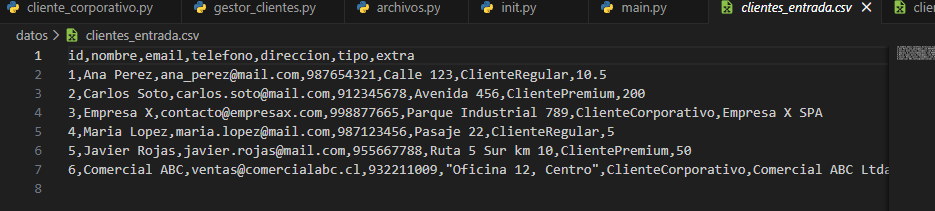 cliente_corporativo.py gestor_clientes.py archivos.py init.py main.py clientes_entrada.csv clien
datos > clientes_entrada.csv
1 id,nombre,email,telefono,direccion,tipo,extra
2 1,Ana Perez,ana_perez@mail.com,987654321,Calle 123,ClienteRegular,10.5
3 2,Carlos Soto,carlos.soto@mail.com,912345678,Avenida 456,ClientePremium,200
4 3,Empresa X,contacto@empresax.com,998877665,Parque Industrial 789,ClienteCorporativo,Empresa X SPA
5 4,Maria Lopez,maria.lopez@mail.com,987123456,Pasaje 22,ClienteRegular,5
6 5,Javier Rojas,javier.rojas@mail.com,955667788,Ruta 5 Sur km 10,ClientePremium,50
7 6,Comercial ABC,ventas@comercialabc.cl,932211009,"Oficina 12, Centro",ClienteCorporativo,Comercial ABC Ltda
8